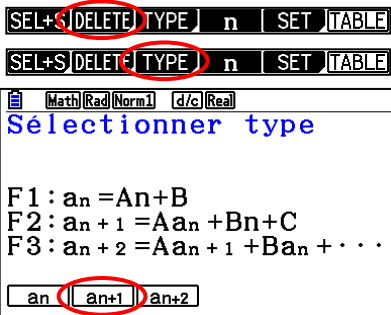 SEL+S DELETE TYPE n SET TABLE
SEL+S DELETE TYPE n SET TABLE
Math Rad Norm1 d/c Real
Sélectionner type
F1:an=An+B
F2:an+1=Aan+Bn+C
F3:an+2=Aan+1+Ban+···
an an+1 an+2